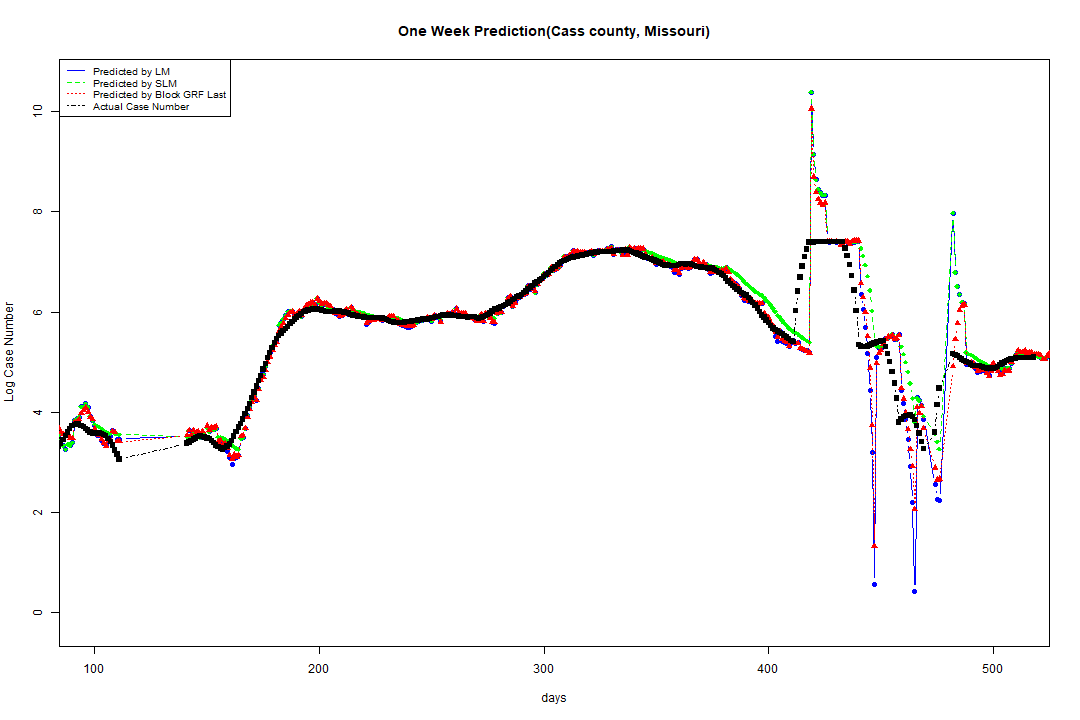 One Week Prediction(Cass county, Missouri)
Predicted by LM
Predicted by SLM
Predicted by Block GRF Last
Actual Case Number
Log Case Number
10
8
6
4
2
0
100 200 300 400 500
days